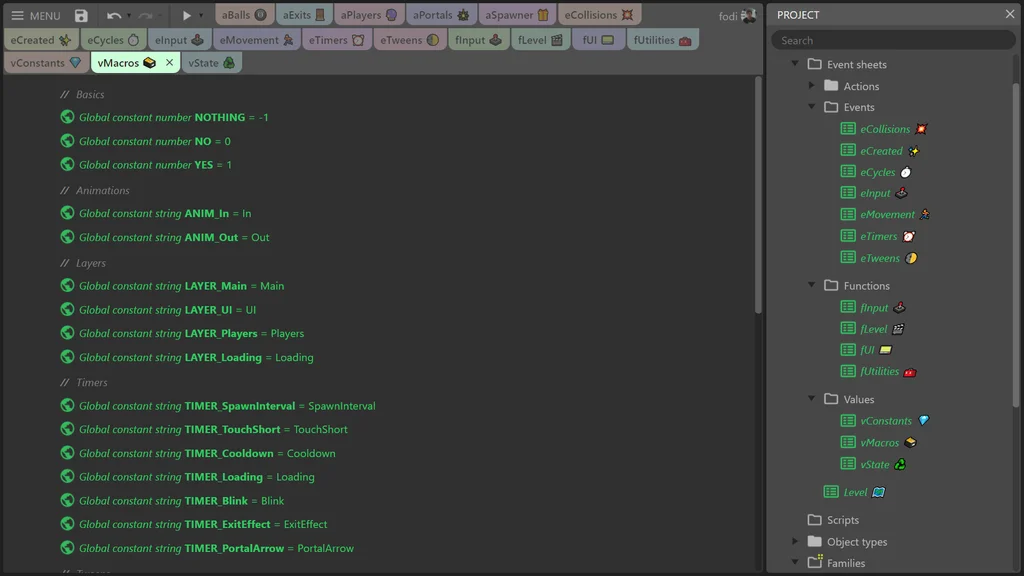 MENU
aBalls aExits aPlayers aPortals aSpawner eCollisions
fodi
eCreated eCycles eInput eMovement eTimers eTweens fInput fLevel fUI fUtilities
vConstants vMacros × vState
// Basics
Global constant number NOTHING = -1
Global constant number NO = 0
Global constant number YES = 1
// Animations
Global constant string ANIM_In = In
Global constant string ANIM_Out = Out
// Layers
Global constant string LAYER_Main = Main
Global constant string LAYER_UI = UI
Global constant string LAYER_Players = Players
Global constant string LAYER_Loading = Loading
// Timers
Global constant string TIMER_SpawnInterval = SpawnInterval
Global constant string TIMER_TouchShort = TouchShort
Global constant string TIMER_Cooldown = Cooldown
Global constant string TIMER_Loading = Loading
Global constant string TIMER_Blink = Blink
Global constant string TIMER_ExitEffect = ExitEffect
Global constant string TIMER_PortalArrow = PortalArrow
PROJECT
Search
Event sheets
Actions
Events
eCollisions
eCreated
eCycles
eInput
eMovement
eTimers
eTweens
Functions
fInput
fLevel
fUI
fUtilities
Values
vConstants
vMacros
vState
Level
Scripts
Object types
Families